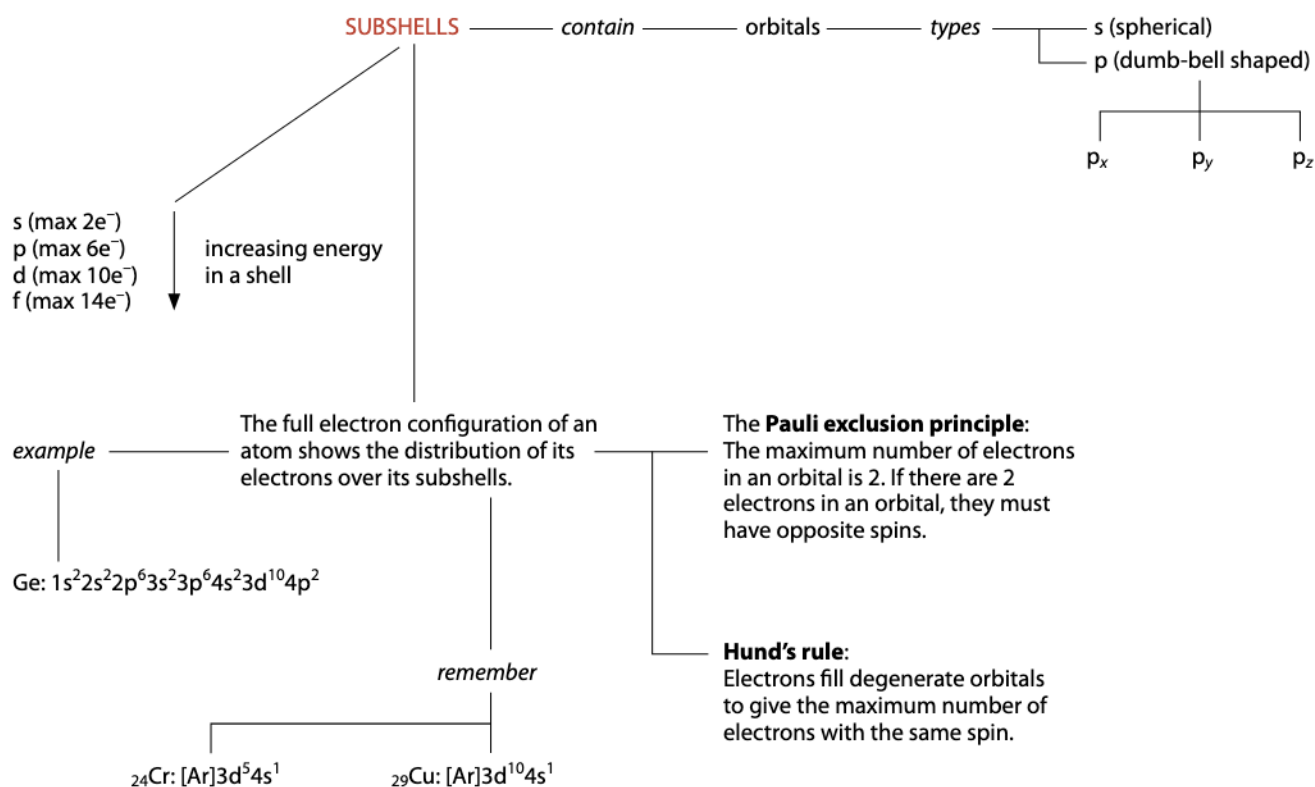 SUBSHELLS contain orbitals types s (spherical)
p (dumb-bell shaped)
pₓ p_y p_z
s (max 2e⁻)
p (max 6e⁻)
d (max 10e⁻)
f (max 14e⁻)
increasing energy
in a shell
example
The full electron configuration of an
atom shows the distribution of its
electrons over its subshells.
The Pauli exclusion principle:
The maximum number of electrons
in an orbital is 2. If there are 2
electrons in an orbital, they must
have opposite spins.
Ge: 1s²2s²2p⁶3s²3p⁶4s²3d¹⁰4p²
Hund’s rule:
Electrons fill degenerate orbitals
to give the maximum number of
electrons with the same spin.
remember
₂₄Cr: [Ar]3d⁵4s¹
₂₉Cu: [Ar]3d¹⁰4s¹